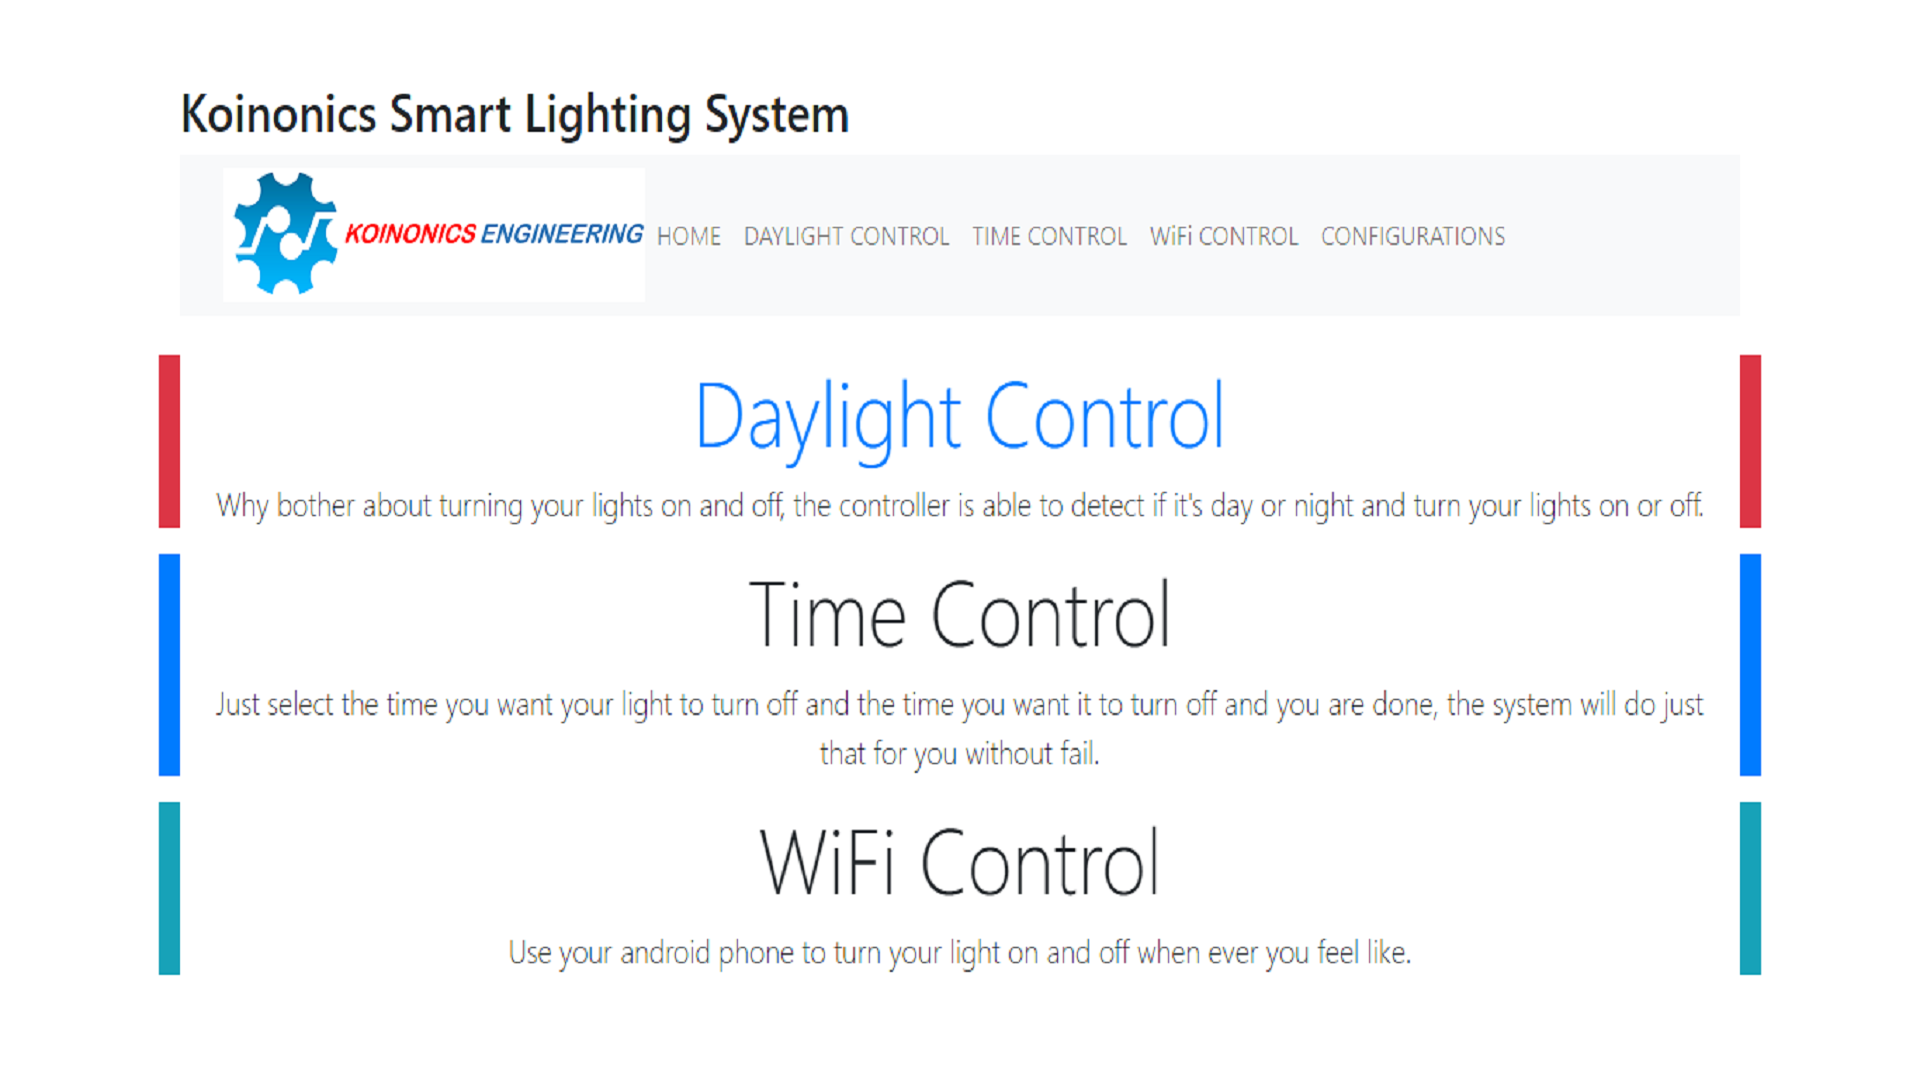 Koinonics Smart Lighting System
KOINONICS ENGINEERING HOME DAYLIGHT CONTROL TIME CONTROL WiFi CONTROL CONFIGURATIONS
Daylight Control
Why bother about turning your lights on and off, the controller is able to detect if it's day or night and turn your lights on or off.
Time Control
Just select the time you want your light to turn off and the time you want it to turn off and you are done, the system will do just
that for you without fail.
WiFi Control
Use your android phone to turn your light on and off when ever you feel like.